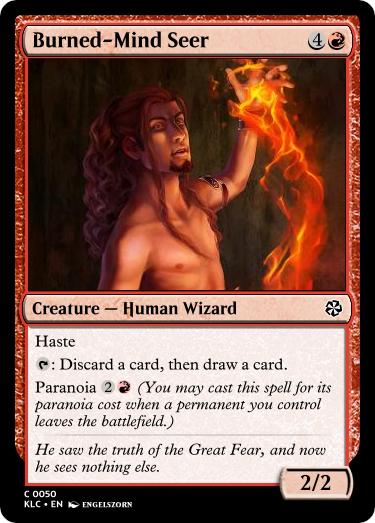 Burned-Mind Seer 4
Creature — Human Wizard
Haste
: Discard a card, then draw a card.
Paranoia 2 (You may cast this spell for its
paranoia cost when a permanent you control
leaves the battlefield.)
He saw the truth of the Great Fear, and now
he sees nothing else.
2/2
C 0050
KLC • EN ENGELSZORN